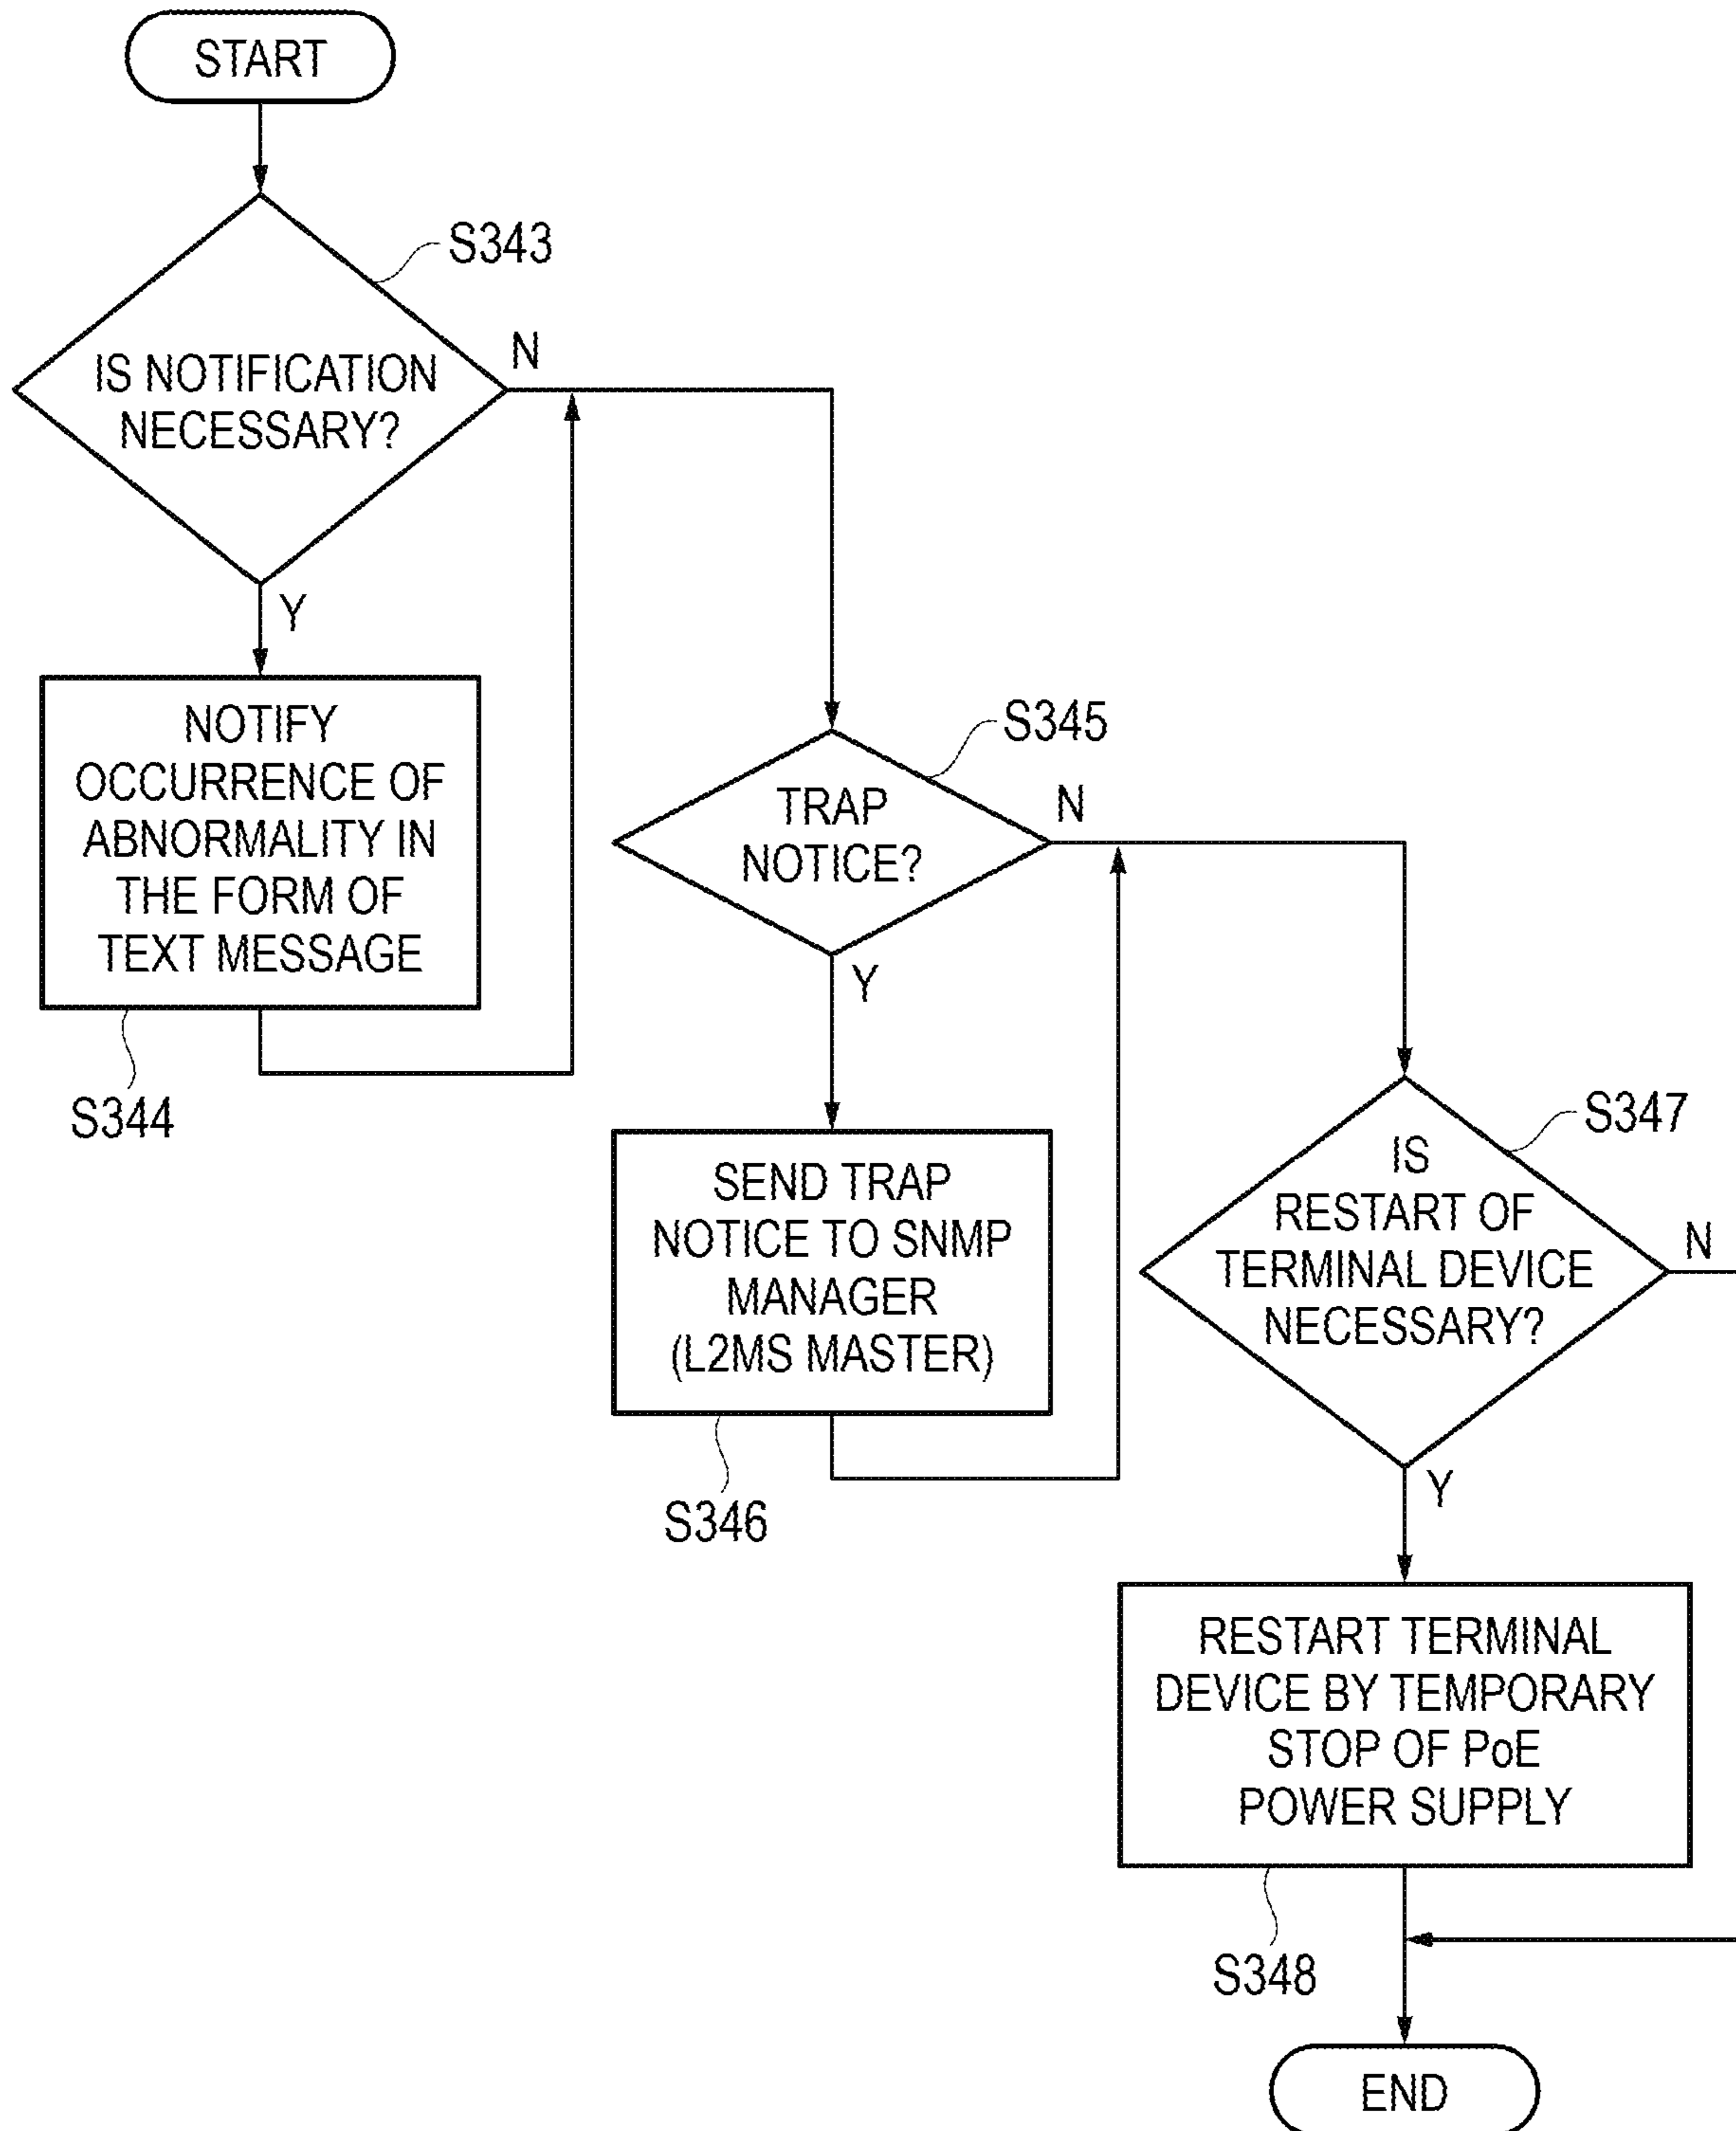 START
S343
IS NOTIFICATION
NECESSARY?
N
Y
NOTIFY
OCCURRENCE OF
ABNORMALITY IN
THE FORM OF
TEXT MESSAGE
S344
S345
TRAP
NOTICE?
N
Y
SEND TRAP
NOTICE TO SNMP
MANAGER
(L2MS MASTER)
S346
S347
IS
RESTART OF
TERMINAL DEVICE
NECESSARY?
N
Y
RESTART TERMINAL
DEVICE BY TEMPORARY
STOP OF PoE
POWER SUPPLY
S348
END